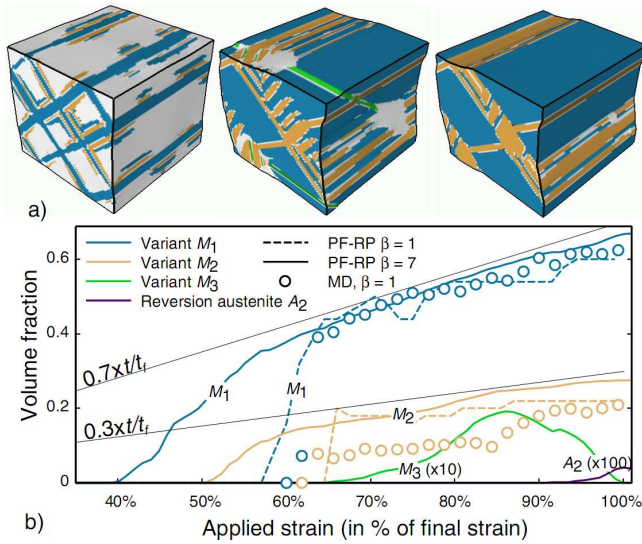 a)
Variant M₁
Variant M₂
Variant M₃
Reversion austenite A₂
PF-RP β = 1
PF-RP β = 7
MD, β = 1
Volume fraction
0.6
0.4
0.2
0
0.7xt/tf
0.3xt/tf
M₁
M₁
M₂
M₃ (x10)
A₂ (x100)
40%
50%
60%
70%
80%
90%
100%
b)
Applied strain (in % of final strain)